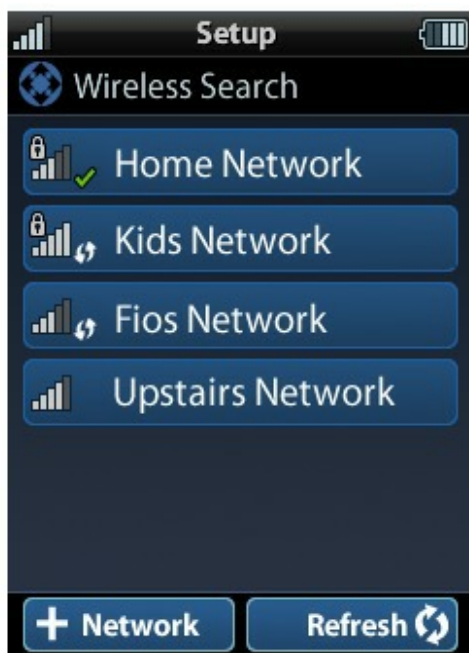 Setup
Wireless Search
Home Network
Kids Network
Fios Network
Upstairs Network
+ Network
Refresh